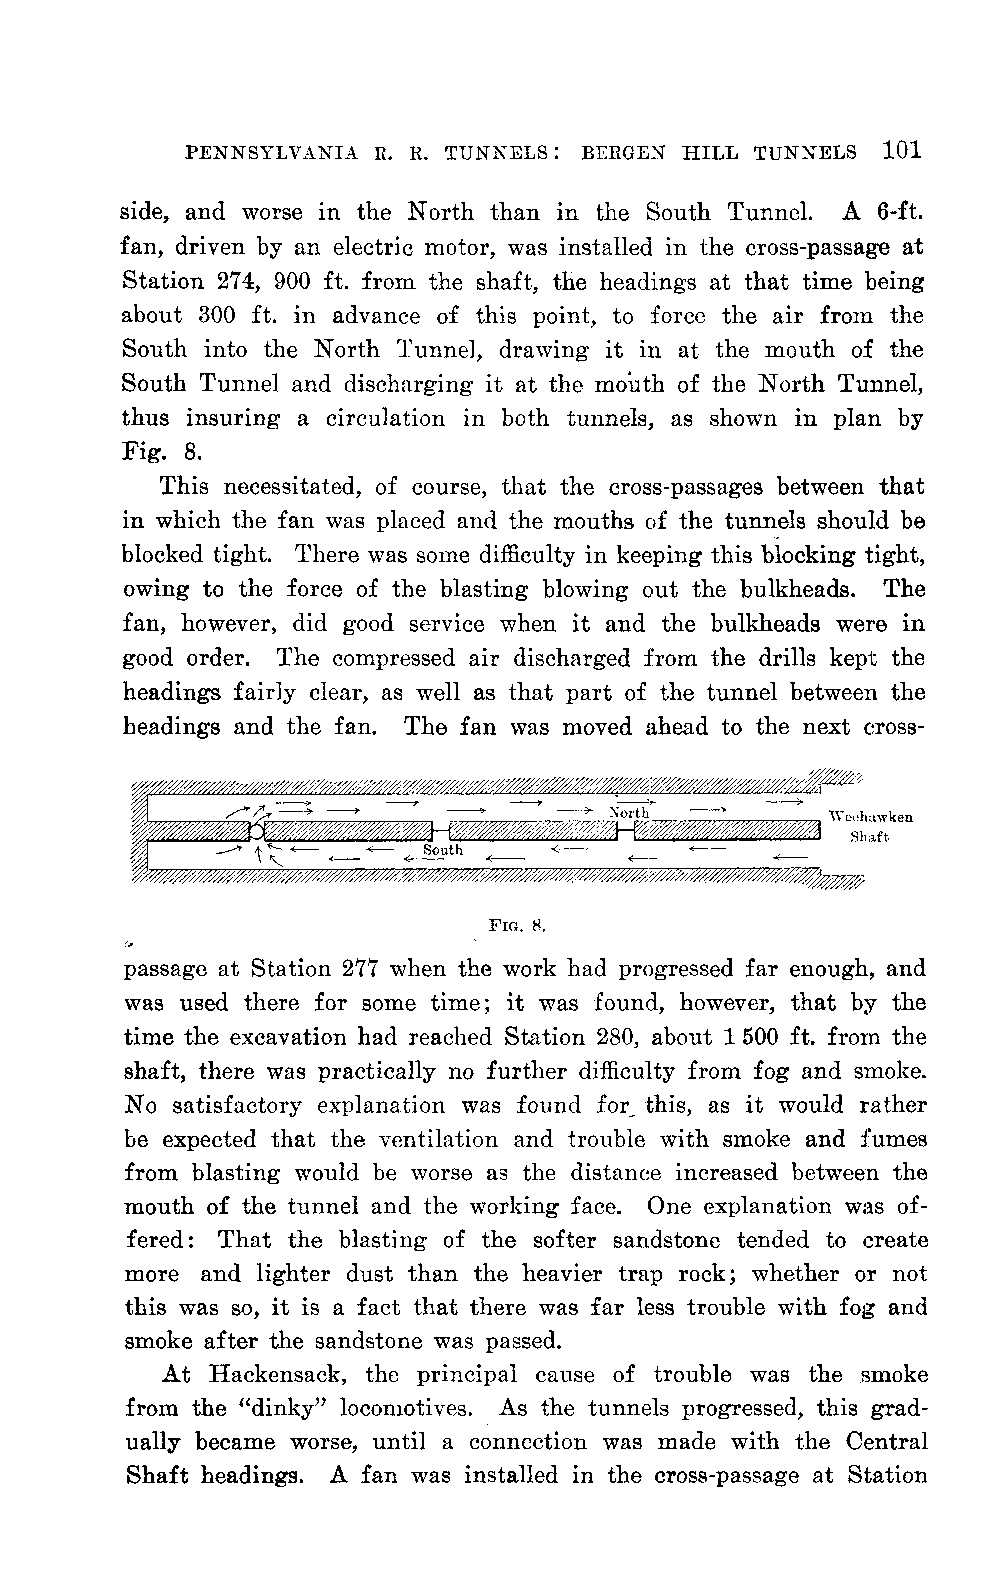 PENNSYLVANIA R. R. TUNNELS: BERGEN HILL TUNNELS 101
side, and worse in the North than in the South Tunnel. A 6-ft.
fan, driven by an electric motor, was installed in the cross-passage at
Station 274, 900 ft. from the shaft, the headings at that time being
about 300 ft. in advance of this point, to force the air from the
South into the North Tunnel, drawing it in at the mouth of the
South Tunnel and discharging it at the mouth of the North Tunnel,
thus insuring a circulation in both tunnels, as shown in plan by
Fig. 8.
This necessitated, of course, that the cross-passages between that
in which the fan was placed and the mouths of the tunnels should be
blocked tight. There was some difficulty in keeping this blocking tight,
owing to the force of the blasting blowing out the bulkheads. The
fan, however, did good service when it and the bulkheads were in
good order. The compressed air discharged from the drills kept the
headings fairly clear, as well as that part of the tunnel between the
headings and the fan. The fan was moved ahead to the next cross-
North
Weehawken
Shaft
South
FIG. 8.
passage at Station 277 when the work had progressed far enough, and
was used there for some time; it was found, however, that by the
time the excavation had reached Station 280, about 1 500 ft. from the
shaft, there was practically no further difficulty from fog and smoke.
No satisfactory explanation was found for this, as it would rather
be expected that the ventilation and trouble with smoke and fumes
from blasting would be worse as the distance increased between the
mouth of the tunnel and the working face. One explanation was of-
fered: That the blasting of the softer sandstone tended to create
more and lighter dust than the heavier trap rock; whether or not
this was so, it is a fact that there was far less trouble with fog and
smoke after the sandstone was passed.
At Hackensack, the principal cause of trouble was the smoke
from the "dinky" locomotives. As the tunnels progressed, this grad-
ually became worse, until a connection was made with the Central
Shaft headings. A fan was installed in the cross-passage at Station